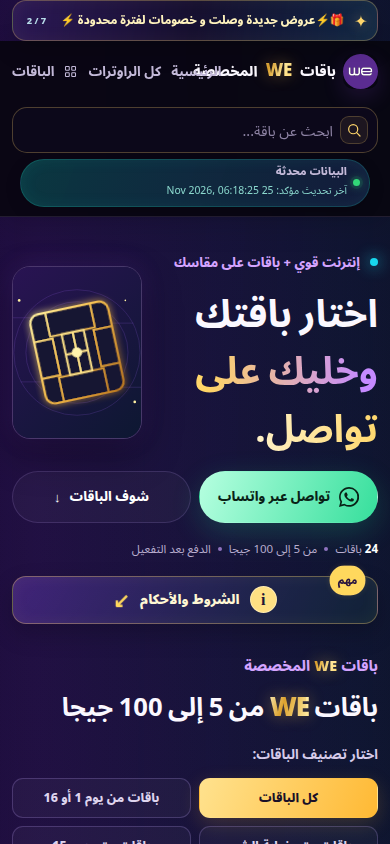 🎁⚡عروض جديدة وصلت و خصومات لفترة محدودة ⚡
2 / 7
باقات WE المخصصة
الرئيسية
كل الراوترات
الباقات
ابحث عن باقة...
البيانات محدثة
آخر تحديث مؤكد: 25 Nov 2026, 06:18:25
إنترنت قوي + باقات على مقاسك
اختار باقتك
وخليك على
تواصل.
تواصل عبر واتساب
شوف الباقات ↓
24 باقات • من 5 إلى 100 جيجا • الدفع بعد التفعيل
مهم
الشروط والأحكام ↙
باقات WE المخصصة
باقات WE من 5 إلى 100 جيجا
اختار تصنيف الباقات:
كل الباقات
باقات من يوم 1 أو 16